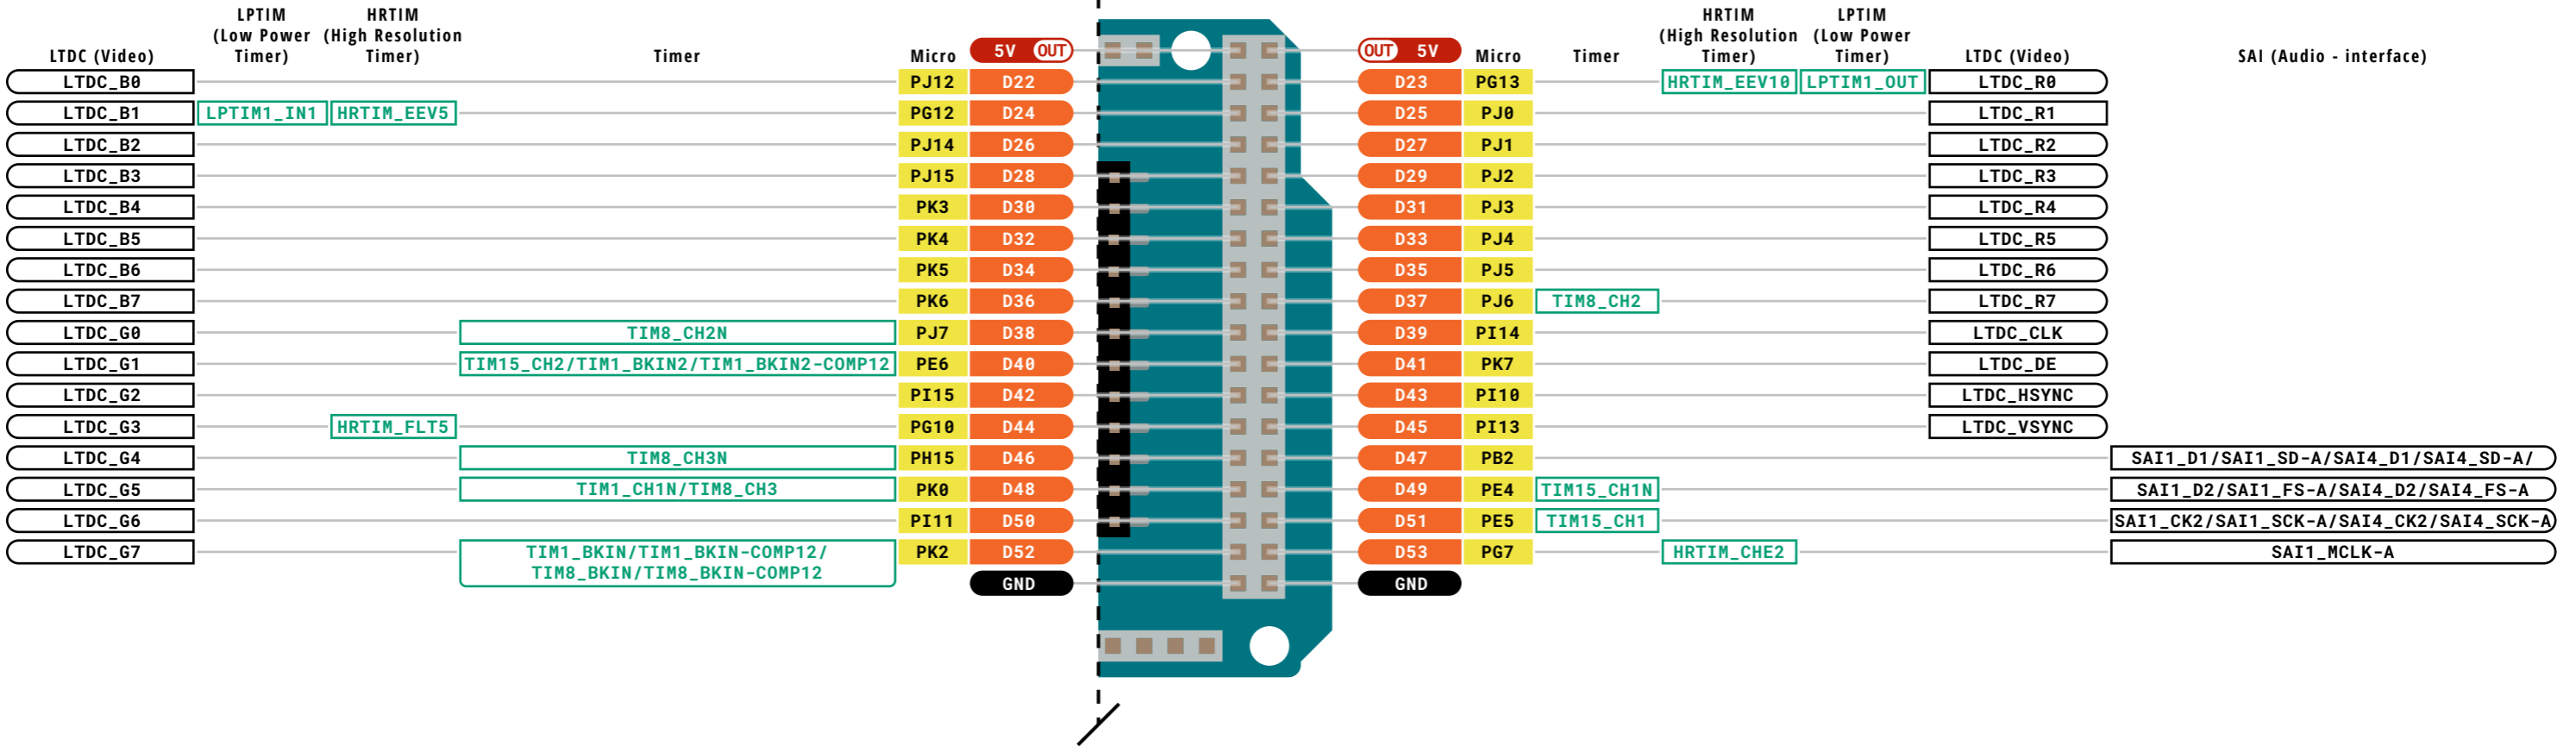 LPTIM (Low Power Timer) HRTIM (High Resolution Timer) HRTIM (High Resolution Timer) LPTIM (Low Power Timer)
LTDC (Video) Timer Micro 5V OUT OUT 5V Micro Timer LTDC (Video) SAI (Audio - interface)
LTDC_B0 PJ12 D22 D23 PG13 HRTIM_EEV10 LPTIM1_OUT LTDC_R0
LTDC_B1 LPTIM1_IN1 HRTIM_EEV5 PG12 D24 D25 PJ0 LTDC_R1
LTDC_B2 PJ14 D26 D27 PJ1 LTDC_R2
LTDC_B3 PJ15 D28 D29 PJ2 LTDC_R3
LTDC_B4 PK3 D30 D31 PJ3 LTDC_R4
LTDC_B5 PK4 D32 D33 PJ4 LTDC_R5
LTDC_B6 PK5 D34 D35 PJ5 LTDC_R6
LTDC_B7 PK6 D36 D37 PJ6 TIM8_CH2 LTDC_R7
LTDC_G0 TIM8_CH2N PJ7 D38 D39 PI14 LTDC_CLK
LTDC_G1 TIM15_CH2/TIM1_BKIN2/TIM1_BKIN2-COMP12 PE6 D40 D41 PK7 LTDC_DE
LTDC_G2 PI15 D42 D43 PI10 LTDC_HSYNC
LTDC_G3 HRTIM_FLT5 PG10 D44 D45 PI13 LTDC_VSYNC
LTDC_G4 TIM8_CH3N PH15 D46 D47 PB2 SAI1_D1/SAI1_SD-A/SAI4_D1/SAI4_SD-A/
LTDC_G5 TIM1_CH1N/TIM8_CH3 PK0 D48 D49 PE4 TIM15_CH1N SAI1_D2/SAI1_FS-A/SAI4_D2/SAI4_FS-A
LTDC_G6 PI11 D50 D51 PE5 TIM15_CH1 SAI1_CK2/SAI1_SCK-A/SAI4_CK2/SAI4_SCK-A
LTDC_G7 TIM1_BKIN/TIM1_BKIN-COMP12/ PK2 D52 D53 PG7 HRTIM_CHE2 SAI1_MCLK-A
TIM8_BKIN/TIM8_BKIN-COMP12
GND GND